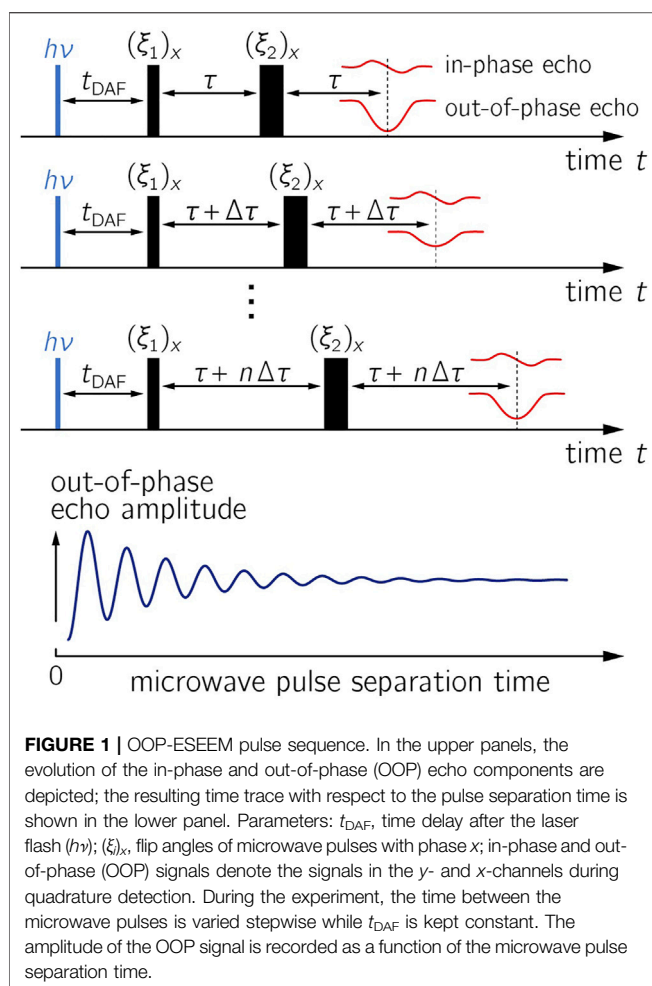 hν (ξ₁)ₓ (ξ₂)ₓ
t_DAF τ τ in-phase echo
out-of-phase echo
time t
hν (ξ₁)ₓ (ξ₂)ₓ
t_DAF τ + Δτ τ + Δτ
time t
⋮
hν (ξ₁)ₓ (ξ₂)ₓ
t_DAF τ + nΔτ τ + nΔτ
time t
out-of-phase
echo amplitude
0 microwave pulse separation time
FIGURE 1 | OOP-ESEEM pulse sequence. In the upper panels, the
evolution of the in-phase and out-of-phase (OOP) echo components are
depicted; the resulting time trace with respect to the pulse separation time is
shown in the lower panel. Parameters: t_DAF, time delay after the laser
flash (hν); (ξᵢ)ₓ, flip angles of microwave pulses with phase x; in-phase and out-
of-phase (OOP) signals denote the signals in the y- and x-channels during
quadrature detection. During the experiment, the time between the
microwave pulses is varied stepwise while t_DAF is kept constant. The
amplitude of the OOP signal is recorded as a function of the microwave pulse
separation time.